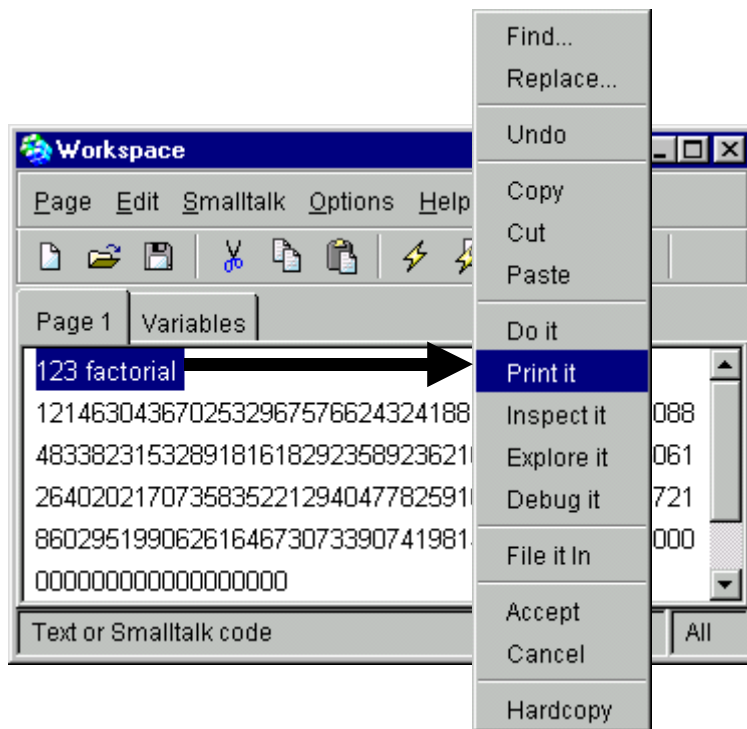 Workspace
Page Edit Smalltalk Options Help
Page 1 Variables
123 factorial
1214630436702532967576624324188 088
4833823153289181618292358923621 061
2640202170735835221294047782591 721
8602951990626164673073390741981 000
000000000000000000
Text or Smalltalk code All
Find...
Replace...
Undo
Copy
Cut
Paste
Do it
Print it
Inspect it
Explore it
Debug it
File it In
Accept
Cancel
Hardcopy